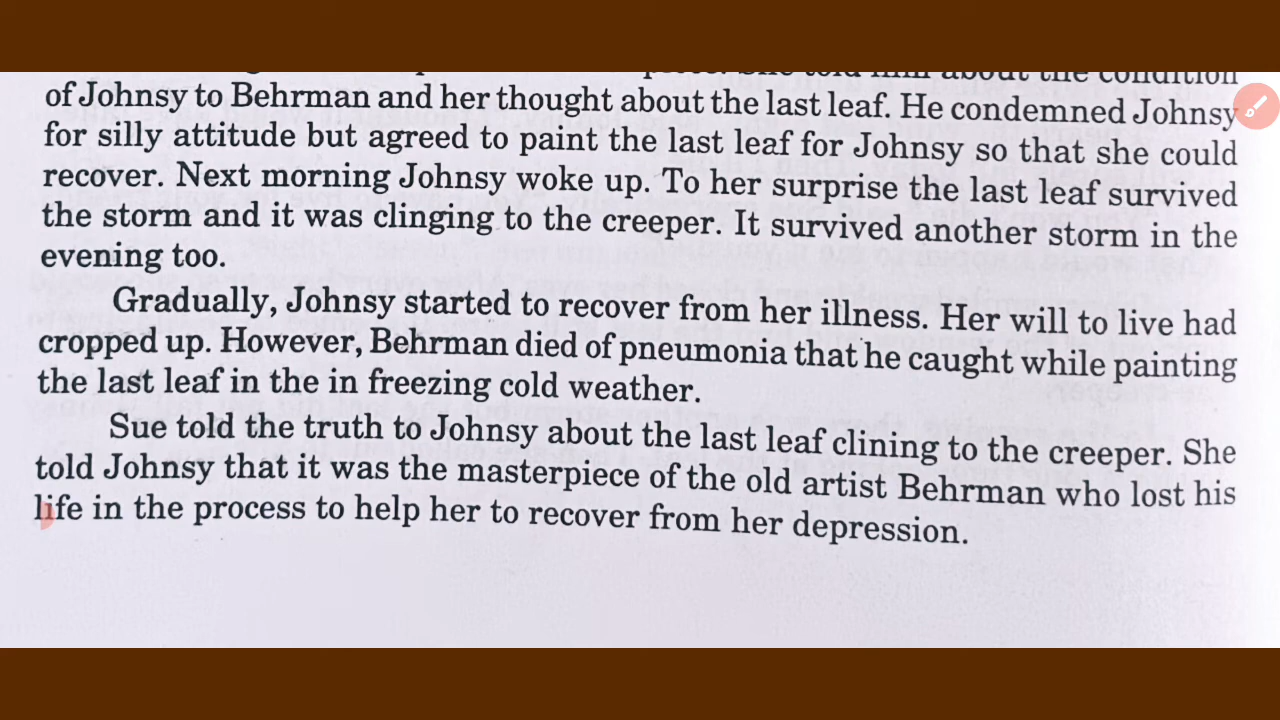 told him about the condition
of Johnsy to Behrman and her thought about the last leaf. He condemned Johnsy
for silly attitude but agreed to paint the last leaf for Johnsy so that she could
recover. Next morning Johnsy woke up. To her surprise the last leaf survived
the storm and it was clinging to the creeper. It survived another storm in the
evening too.
Gradually, Johnsy started to recover from her illness. Her will to live had
cropped up. However, Behrman died of pneumonia that he caught while painting
the last leaf in the in freezing cold weather.
Sue told the truth to Johnsy about the last leaf clining to the creeper. She
told Johnsy that it was the masterpiece of the old artist Behrman who lost his
life in the process to help her to recover from her depression.